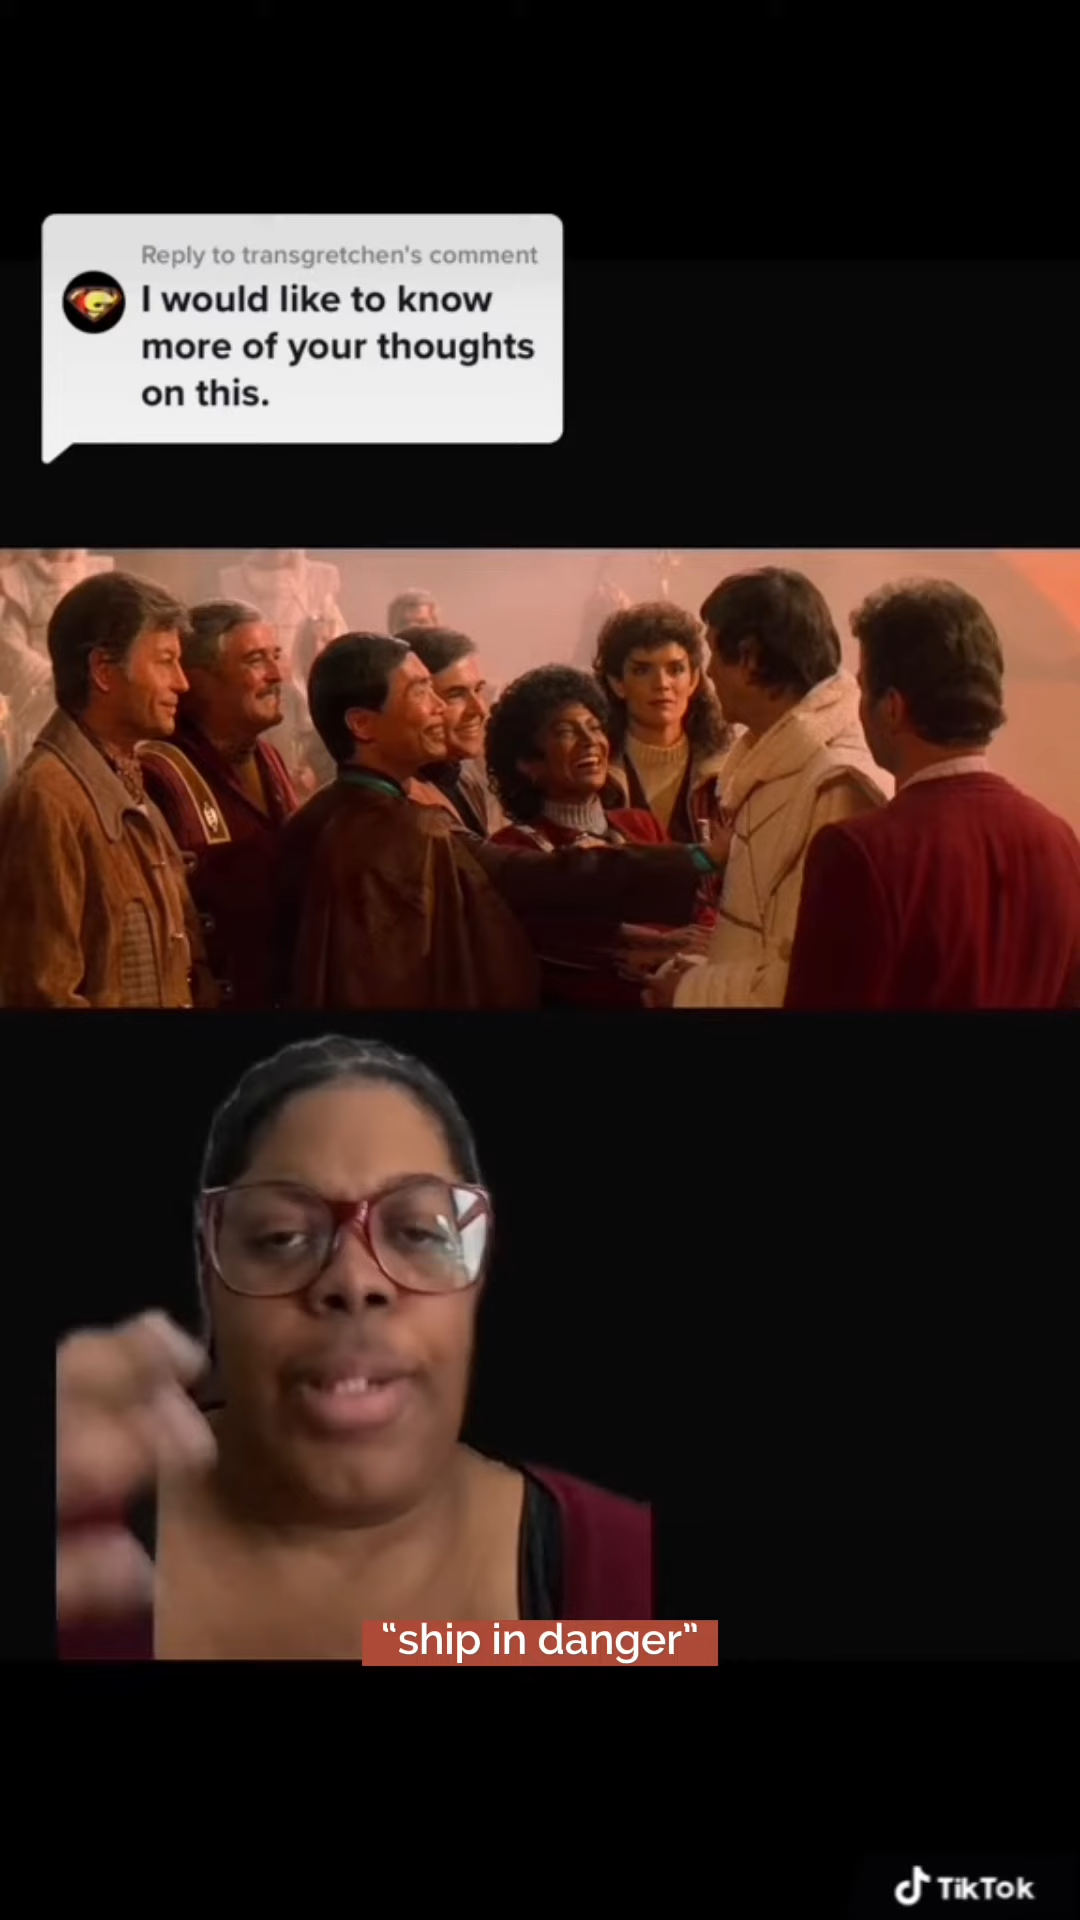 Reply to transgretchen's comment
I would like to know
more of your thoughts
on this.
“ship in danger”
TikTok